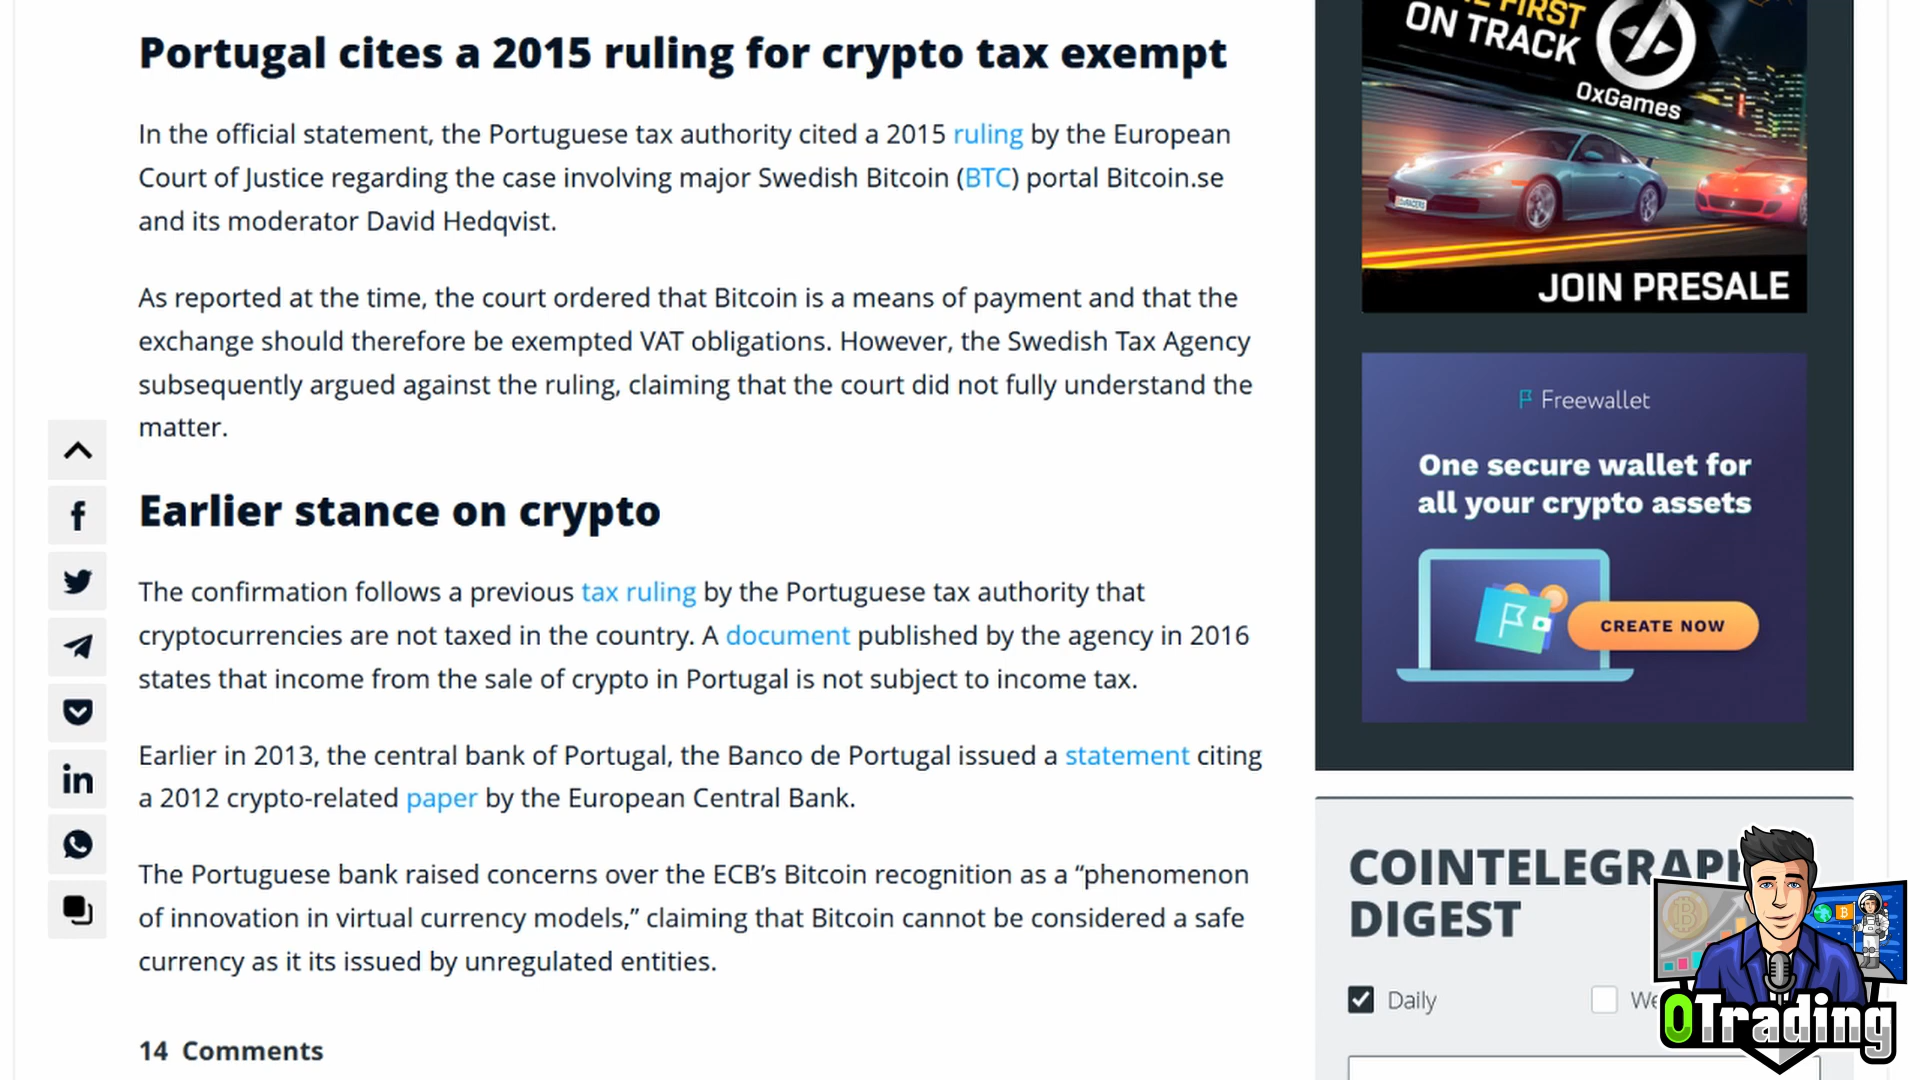 Portugal cites a 2015 ruling for crypto tax exempt
In the official statement, the Portuguese tax authority cited a 2015 ruling by the European
Court of Justice regarding the case involving major Swedish Bitcoin (BTC) portal Bitcoin.se
and its moderator David Hedqvist.
As reported at the time, the court ordered that Bitcoin is a means of payment and that the
exchange should therefore be exempted VAT obligations. However, the Swedish Tax Agency
subsequently argued against the ruling, claiming that the court did not fully understand the
matter.
Earlier stance on crypto
The confirmation follows a previous tax ruling by the Portuguese tax authority that
cryptocurrencies are not taxed in the country. A document published by the agency in 2016
states that income from the sale of crypto in Portugal is not subject to income tax.
Earlier in 2013, the central bank of Portugal, the Banco de Portugal issued a statement citing
a 2012 crypto-related paper by the European Central Bank.
The Portuguese bank raised concerns over the ECB’s Bitcoin recognition as a “phenomenon
of innovation in virtual currency models,” claiming that Bitcoin cannot be considered a safe
currency as it its issued by unregulated entities.
14 Comments
FIRST
ON TRACK
0xGames
JOIN PRESALE
Freewallet
One secure wallet for
all your crypto assets
CREATE NOW
COINTELEGRAPH
DIGEST
Daily
OTrading